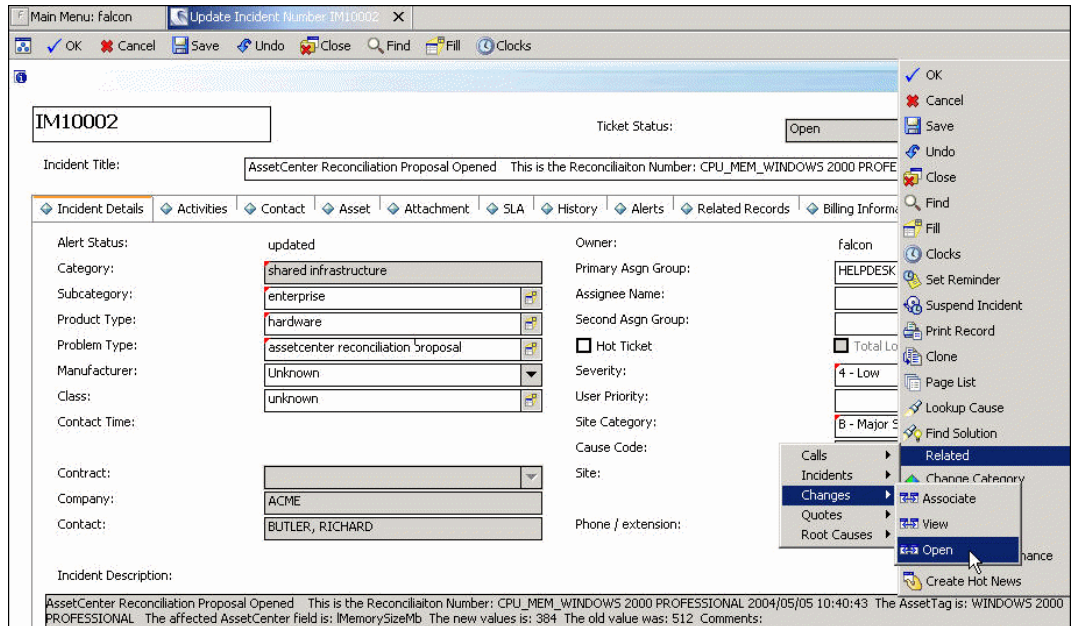 Main Menu: falcon
Update Incident Number IM10002 X
OK Cancel Save Undo Close Find Fill Clocks
IM10002
Ticket Status: Open
Incident Title: AssetCenter Reconciliation Proposal Opened This is the Reconciliaiton Number: CPU_MEM_WINDOWS 2000 PROFE
Incident Details Activities Contact Asset Attachment SLA History Alerts Related Records Billing Informa
Alert Status: updated
Category: shared infrastructure
Subcategory: enterprise
Product Type: hardware
Problem Type: assetcenter reconciliation proposal
Manufacturer: Unknown
Class: unknown
Contact Time:
Contract:
Company: ACME
Contact: BUTLER, RICHARD
Owner: falcon
Primary Asgn Group: HELPDESK
Assignee Name:
Second Asgn Group:
Hot Ticket Total Lo
Severity: 4 - Low
User Priority:
Site Category: B - Major S
Cause Code:
Site:
Phone / extension:
OK
Cancel
Save
Undo
Close
Find
Fill
Clocks
Set Reminder
Suspend Incident
Print Record
Clone
Page List
Lookup Cause
Find Solution
Related
Change Category
nance
Create Hot News
Calls
Incidents
Changes
Quotes
Root Causes
Associate
View
Open
Incident Description:
AssetCenter Reconciliation Proposal Opened This is the Reconciliaiton Number: CPU_MEM_WINDOWS 2000 PROFESSIONAL 2004/05/05 10:40:43 The AssetTag is: WINDOWS 2000
PROFESSIONAL The affected AssetCenter field is: lMemorySizeMb The new values is: 384 The old value was: 512 Comments: